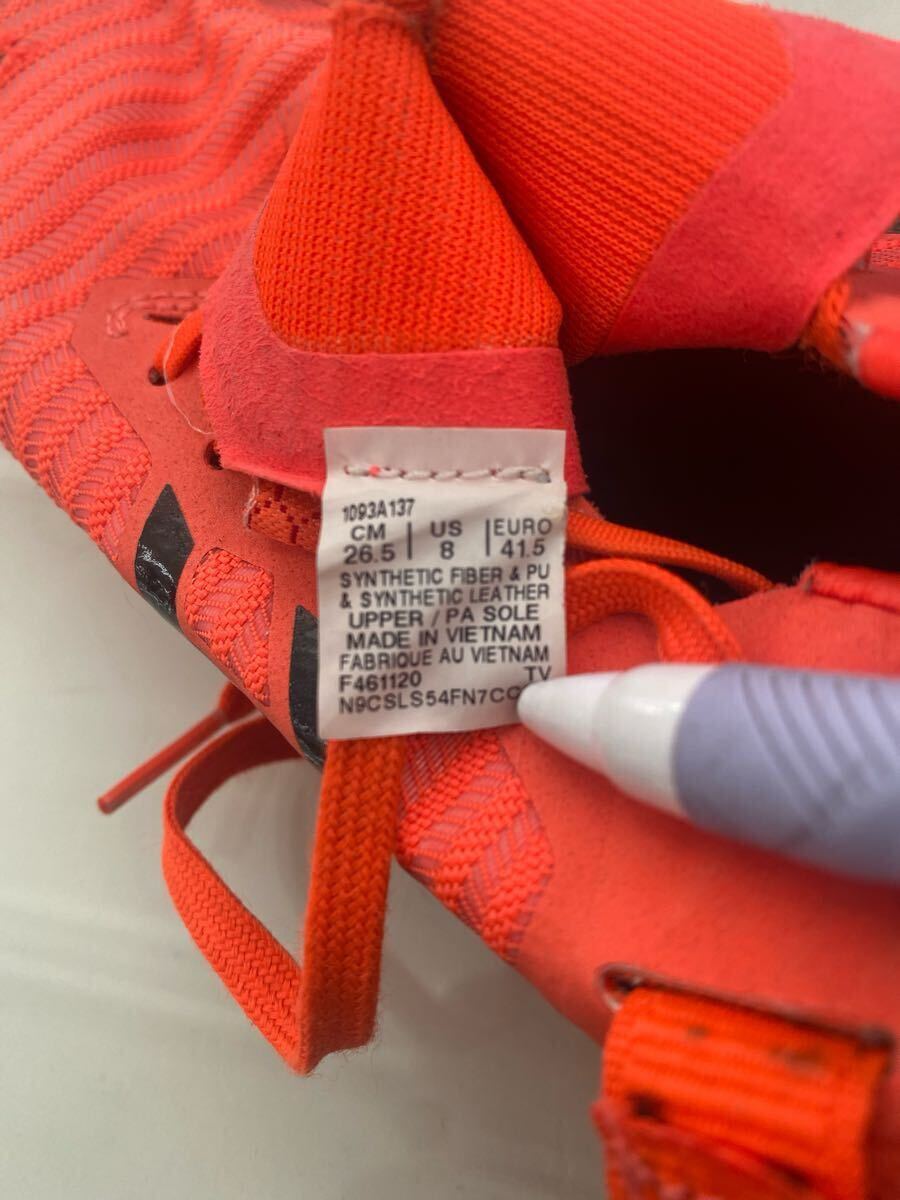 1093A137
CM | US | EURO
26.5 | 8 | 41.5
SYNTHETIC FIBER & PU
& SYNTHETIC LEATHER
UPPER / PA SOLE
MADE IN VIETNAM
FABRIQUE AU VIETNAM
F461120 TV